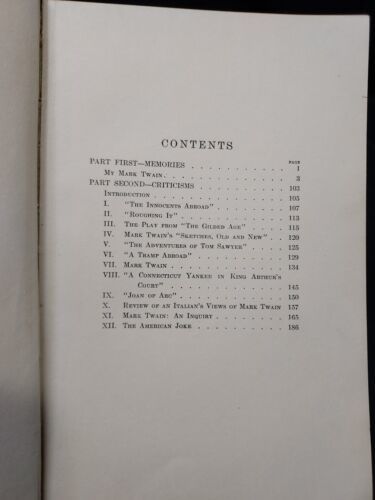 CONTENTS
PAGE
PART FIRST—MEMORIES . . . . . . . . . . . 1
MY MARK TWAIN . . . . . . . . . . . . . . 3
PART SECOND—CRITICISMS . . . . . . . . . . 103
INTRODUCTION . . . . . . . . . . . . . . . 105
I. "THE INNOCENTS ABROAD" . . . . . . . . 107
II. "ROUGHING IT" . . . . . . . . . . . . 113
III. THE PLAY FROM "THE GILDED AGE" . . . . 115
IV. MARK TWAIN'S "SKETCHES, OLD AND NEW" . . 120
V. "THE ADVENTURES OF TOM SAWYER" . . . . . 125
VI. "A TRAMP ABROAD" . . . . . . . . . . . 129
VII. MARK TWAIN . . . . . . . . . . . . . 134
VIII. "A CONNECTICUT YANKEE IN KING ARTHUR'S
COURT" . . . . . . . . . . . . . . . . . 145
IX. "JOAN OF ARC" . . . . . . . . . . . . 150
X. REVIEW OF AN ITALIAN'S VIEWS OF MARK TWAIN 157
XI. MARK TWAIN: AN INQUIRY . . . . . . . . 165
XII. THE AMERICAN JOKE . . . . . . . . . . 186